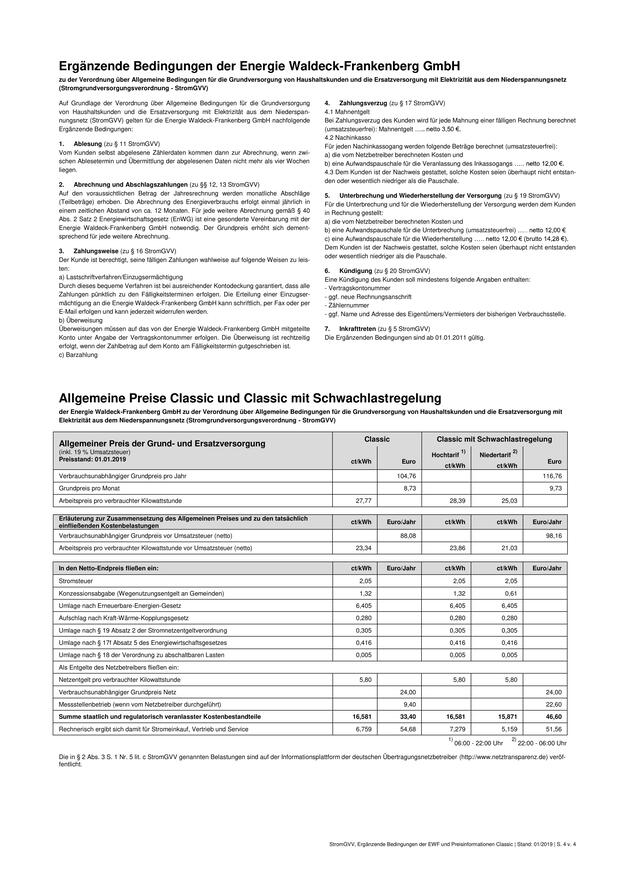 Ergänzende Bedingungen der Energie Waldeck-Frankenberg GmbH
zu der Verordnung über Allgemeine Bedingungen für die Grundversorgung von Haushaltskunden und die Ersatzversorgung mit Elektrizität aus dem Niederspannungsnetz
(Stromgrundversorgungsverordnung - StromGVV)
Auf Grundlage der Verordnung über Allgemeine Bedingungen für die Grundversorgung
von Haushaltskunden und die Ersatzversorgung mit Elektrizität aus dem Niederspan-
nungsnetz (StromGVV) gelten für die Energie Waldeck-Frankenberg GmbH nachfolgende
Ergänzende Bedingungen:
1. Ablesung (zu § 11 StromGVV)
Vom Kunden selbst abgelesene Zählerdaten kommen dann zur Abrechnung, wenn zwi-
schen Ablesetermin und Übermittlung der abgelesenen Daten nicht mehr als vier Wochen
liegen.
2. Abrechnung und Abschlagszahlungen (zu §§ 12, 13 StromGVV)
Auf den voraussichtlichen Betrag der Jahresrechnung werden monatliche Abschläge
(Teilbeträge) erhoben. Die Abrechnung des Energieverbrauchs erfolgt einmal jährlich in
einem zeitlichen Abstand von ca. 12 Monaten. Für jede weitere Abrechnung gemäß § 40
Abs. 2 Satz 2 Energiewirtschaftsgesetz (EnWG) ist eine gesonderte Vereinbarung mit der
Energie Waldeck-Frankenberg GmbH notwendig. Der Grundpreis erhöht sich dement-
sprechend für jede weitere Abrechnung.
3. Zahlungsweise (zu § 16 StromGVV)
Der Kunde ist berechtigt, seine fälligen Zahlungen wahlweise auf folgende Weisen zu leis-
ten:
a) Lastschriftverfahren/Einzugsermächtigung
Durch dieses bequeme Verfahren ist bei ausreichender Kontodeckung garantiert, dass alle
Zahlungen pünktlich zu den Fälligkeitsterminen erfolgen. Die Erteilung einer Einzugser-
mächtigung an die Energie Waldeck-Frankenberg GmbH kann schriftlich, per Fax oder per
E-Mail erfolgen und kann jederzeit widerrufen werden.
b) Überweisung
Überweisungen müssen auf das von der Energie Waldeck-Frankenberg GmbH mitgeteilte
Konto unter Angabe der Vertragskontonummer erfolgen. Die Überweisung ist rechtzeitig
erfolgt, wenn der Zahlbetrag auf dem Konto am Fälligkeitstermin gutgeschrieben ist.
c) Barzahlung
4. Zahlungsverzug (zu § 17 StromGVV)
4.1 Mahnentgelt
Bei Zahlungsverzug des Kunden wird für jede Mahnung einer fälligen Rechnung berechnet
(umsatzsteuerfrei): Mahnentgelt ..... netto 3,50 €.
4.2 Nachinkasso
Für jeden Nachinkassogang werden folgende Beträge berechnet (umsatzsteuerfrei):
a) die vom Netzbetreiber berechneten Kosten und
b) eine Aufwandspauschale für die Veranlassung des Inkassogangs ..... netto 12,00 €.
4.3 Dem Kunden ist der Nachweis gestattet, solche Kosten seien überhaupt nicht entstan-
den oder wesentlich niedriger als die Pauschale.
5. Unterbrechung und Wiederherstellung der Versorgung (zu § 19 StromGVV)
Für die Unterbrechung und für die Wiederherstellung der Versorgung werden dem Kunden
in Rechnung gestellt:
a) die vom Netzbetreiber berechneten Kosten und
b) eine Aufwandspauschale für die Unterbrechung (umsatzsteuerfrei) ..... netto 12,00 €
c) eine Aufwandspauschale für die Wiederherstellung ..... netto 12,00 € (brutto 14,28 €).
Dem Kunden ist der Nachweis gestattet, solche Kosten seien überhaupt nicht entstanden
oder wesentlich niedriger als die Pauschale.
6. Kündigung (zu § 20 StromGVV)
Eine Kündigung des Kunden soll mindestens folgende Angaben enthalten:
- Vertragskontonummer
- ggf. neue Rechnungsanschrift
- Zählernummer
- ggf. Name und Adresse des Eigentümers/Vermieters der bisherigen Verbrauchsstelle.
7. Inkrafttreten (zu § 5 StromGVV)
Die Ergänzenden Bedingungen sind ab 01.01.2011 gültig.
Allgemeine Preise Classic und Classic mit Schwachlastregelung
der Energie Waldeck-Frankenberg GmbH zu der Verordnung über Allgemeine Bedingungen für die Grundversorgung von Haushaltskunden und die Ersatzversorgung mit
Elektrizität aus dem Niederspannungsnetz (Stromgrundversorgungsverordnung - StromGVV)
Allgemeiner Preis der Grund- und Ersatzversorgung
(inkl. 19 % Umsatzsteuer)
Preisstand: 01.01.2019
Classic Classic mit Schwachlastregelung
Hochtarif 1) Niedertarif 2)
ct/kWh Euro ct/kWh ct/kWh Euro
Verbrauchsunabhängiger Grundpreis pro Jahr 104,76 116,76
Grundpreis pro Monat 8,73 9,73
Arbeitspreis pro verbrauchter Kilowattstunde 27,77 28,39 25,03
Erläuterung zur Zusammensetzung des Allgemeinen Preises und zu den tatsächlich
einfließenden Kostenbelastungen ct/kWh Euro/Jahr ct/kWh ct/kWh Euro/Jahr
Verbrauchsunabhängiger Grundpreis vor Umsatzsteuer (netto) 88,08 98,16
Arbeitspreis pro verbrauchter Kilowattstunde vor Umsatzsteuer (netto) 23,34 23,86 21,03
In den Netto-Endpreis fließen ein: ct/kWh Euro/Jahr ct/kWh ct/kWh Euro/Jahr
Stromsteuer 2,05 2,05 2,05
Konzessionsabgabe (Wegenutzungsentgelt an Gemeinden) 1,32 1,32 0,61
Umlage nach Erneuerbare-Energien-Gesetz 6,405 6,405 6,405
Aufschlag nach Kraft-Wärme-Kopplungsgesetz 0,280 0,280 0,280
Umlage nach § 19 Absatz 2 der Stromnetzentgeltverordnung 0,305 0,305 0,305
Umlage nach § 17f Absatz 5 des Energiewirtschaftsgesetzes 0,416 0,416 0,416
Umlage nach § 18 der Verordnung zu abschaltbaren Lasten 0,005 0,005 0,005
Als Entgelte des Netzbetreibers fließen ein:
Netzentgelt pro verbrauchter Kilowattstunde 5,80 5,80 5,80
Verbrauchsunabhängiger Grundpreis Netz 24,00 24,00
Messstellenbetrieb (wenn vom Netzbetreiber durchgeführt) 9,40 22,60
Summe staatlich und regulatorisch veranlasster Kostenbestandteile 16,581 33,40 16,581 15,871 46,60
Rechnerisch ergibt sich damit für Stromeinkauf, Vertrieb und Service 6,759 54,68 7,279 5,159 51,56
1) 06:00 - 22:00 Uhr 2) 22:00 - 06:00 Uhr
Die in § 2 Abs. 3 S. 1 Nr. 5 lit. c StromGVV genannten Belastungen sind auf der Informationsplattform der deutschen Übertragungsnetzbetreiber (http://www.netztransparenz.de) veröf-
fentlicht.
StromGVV, Ergänzende Bedingungen der EWF und Preisinformationen Classic | Stand: 01/2019 | S. 4 v. 4